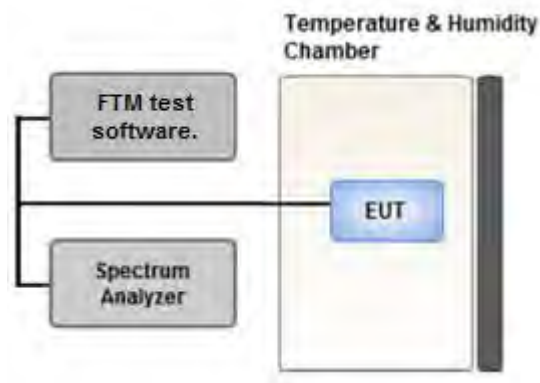 Temperature & Humidity
Chamber
FTM test
software.
EUT
Spectrum
Analyzer